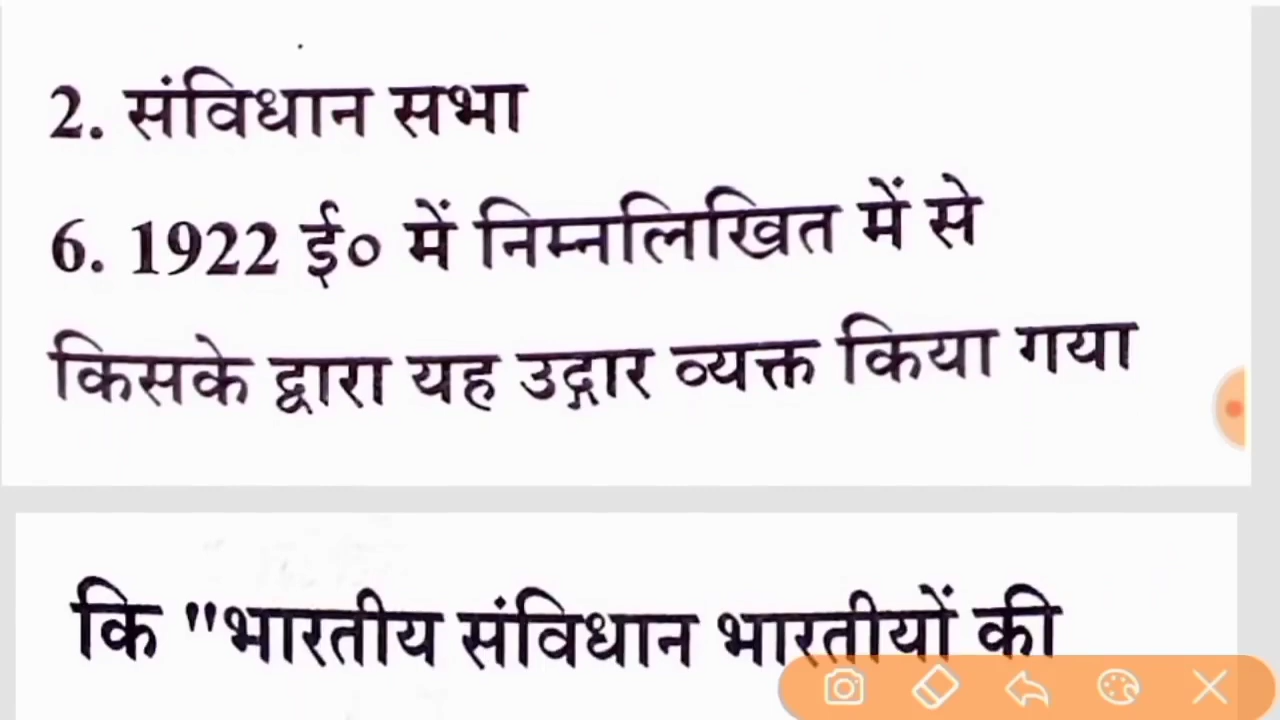 2. संविधान सभा
6. 1922 ई० में निम्नलिखित में से
किसके द्वारा यह उद्गार व्यक्त किया गया
कि "भारतीय संविधान भारतीयों की